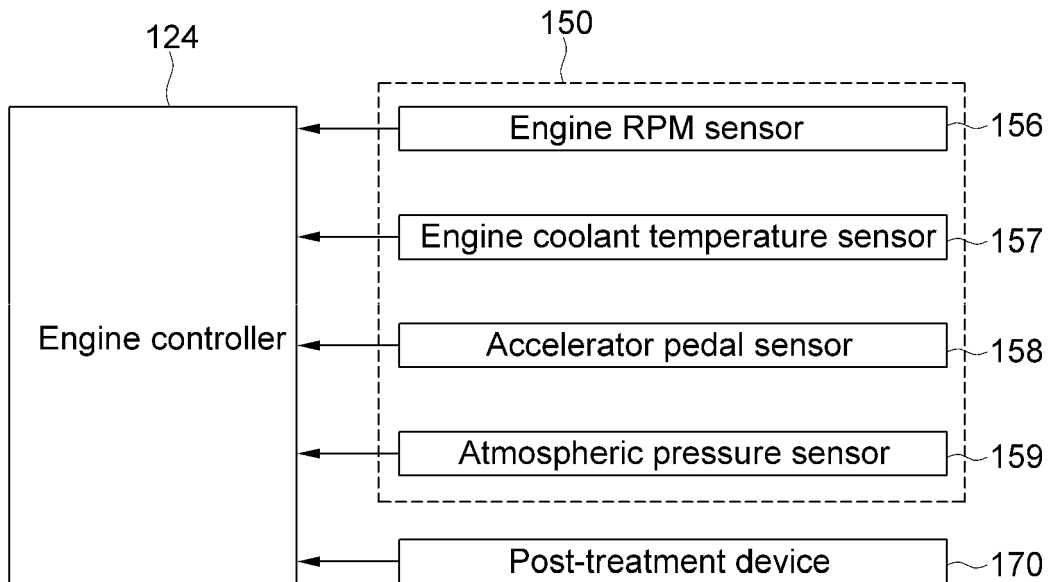 124
150
Engine RPM sensor
156
Engine coolant temperature sensor
157
Engine controller
Accelerator pedal sensor
158
Atmospheric pressure sensor
159
Post-treatment device
170